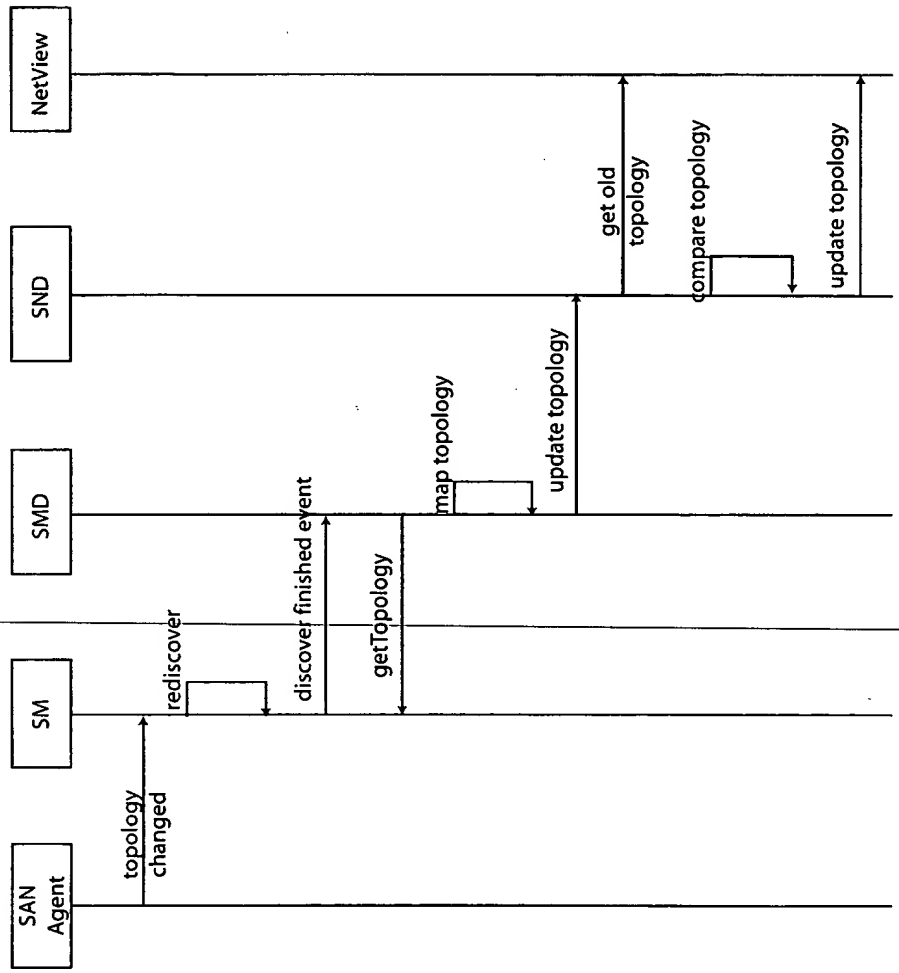 SAN
Agent
SM
SMD
SND
NetView
topology
changed
rediscover
discover finished event
getTopology
map topology
update topology
get old
topology
compare topology
update topology